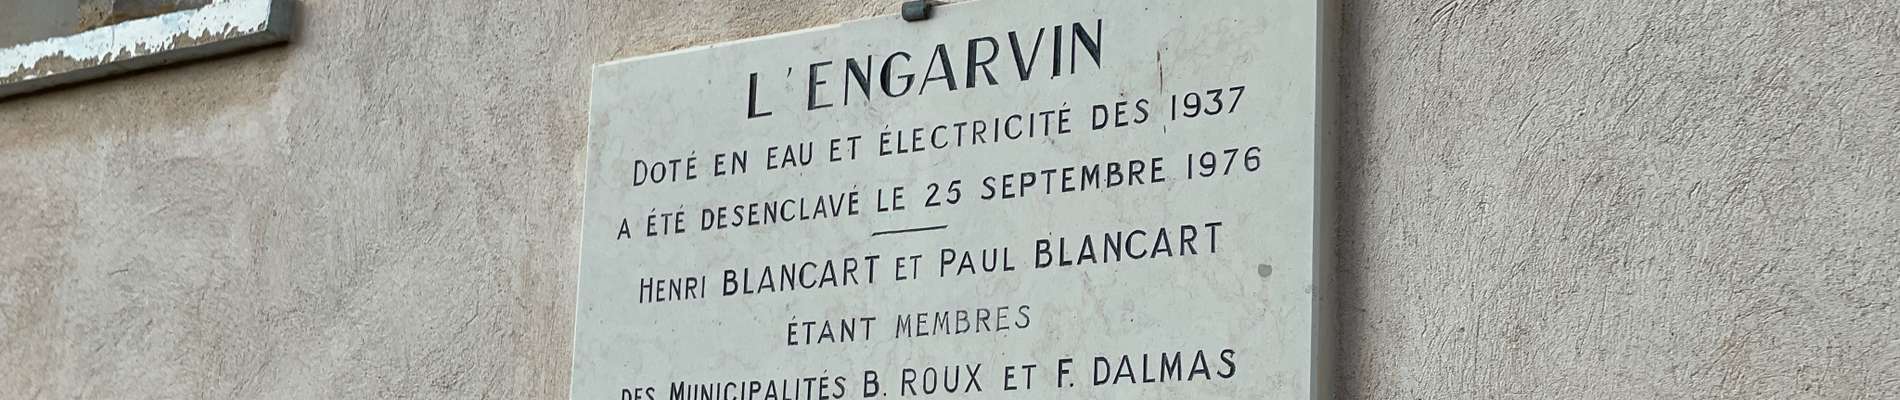 L'ENGARVIN
DOTÉ EN EAU ET ÉLECTRICITÉ DES 1937
A ÉTÉ DESENCLAVÉ LE 25 SEPTEMBRE 1976
HENRI BLANCART ET PAUL BLANCART
ÉTANT MEMBRES
DES MUNICIPALITÉS B. ROUX ET F. DALMAS